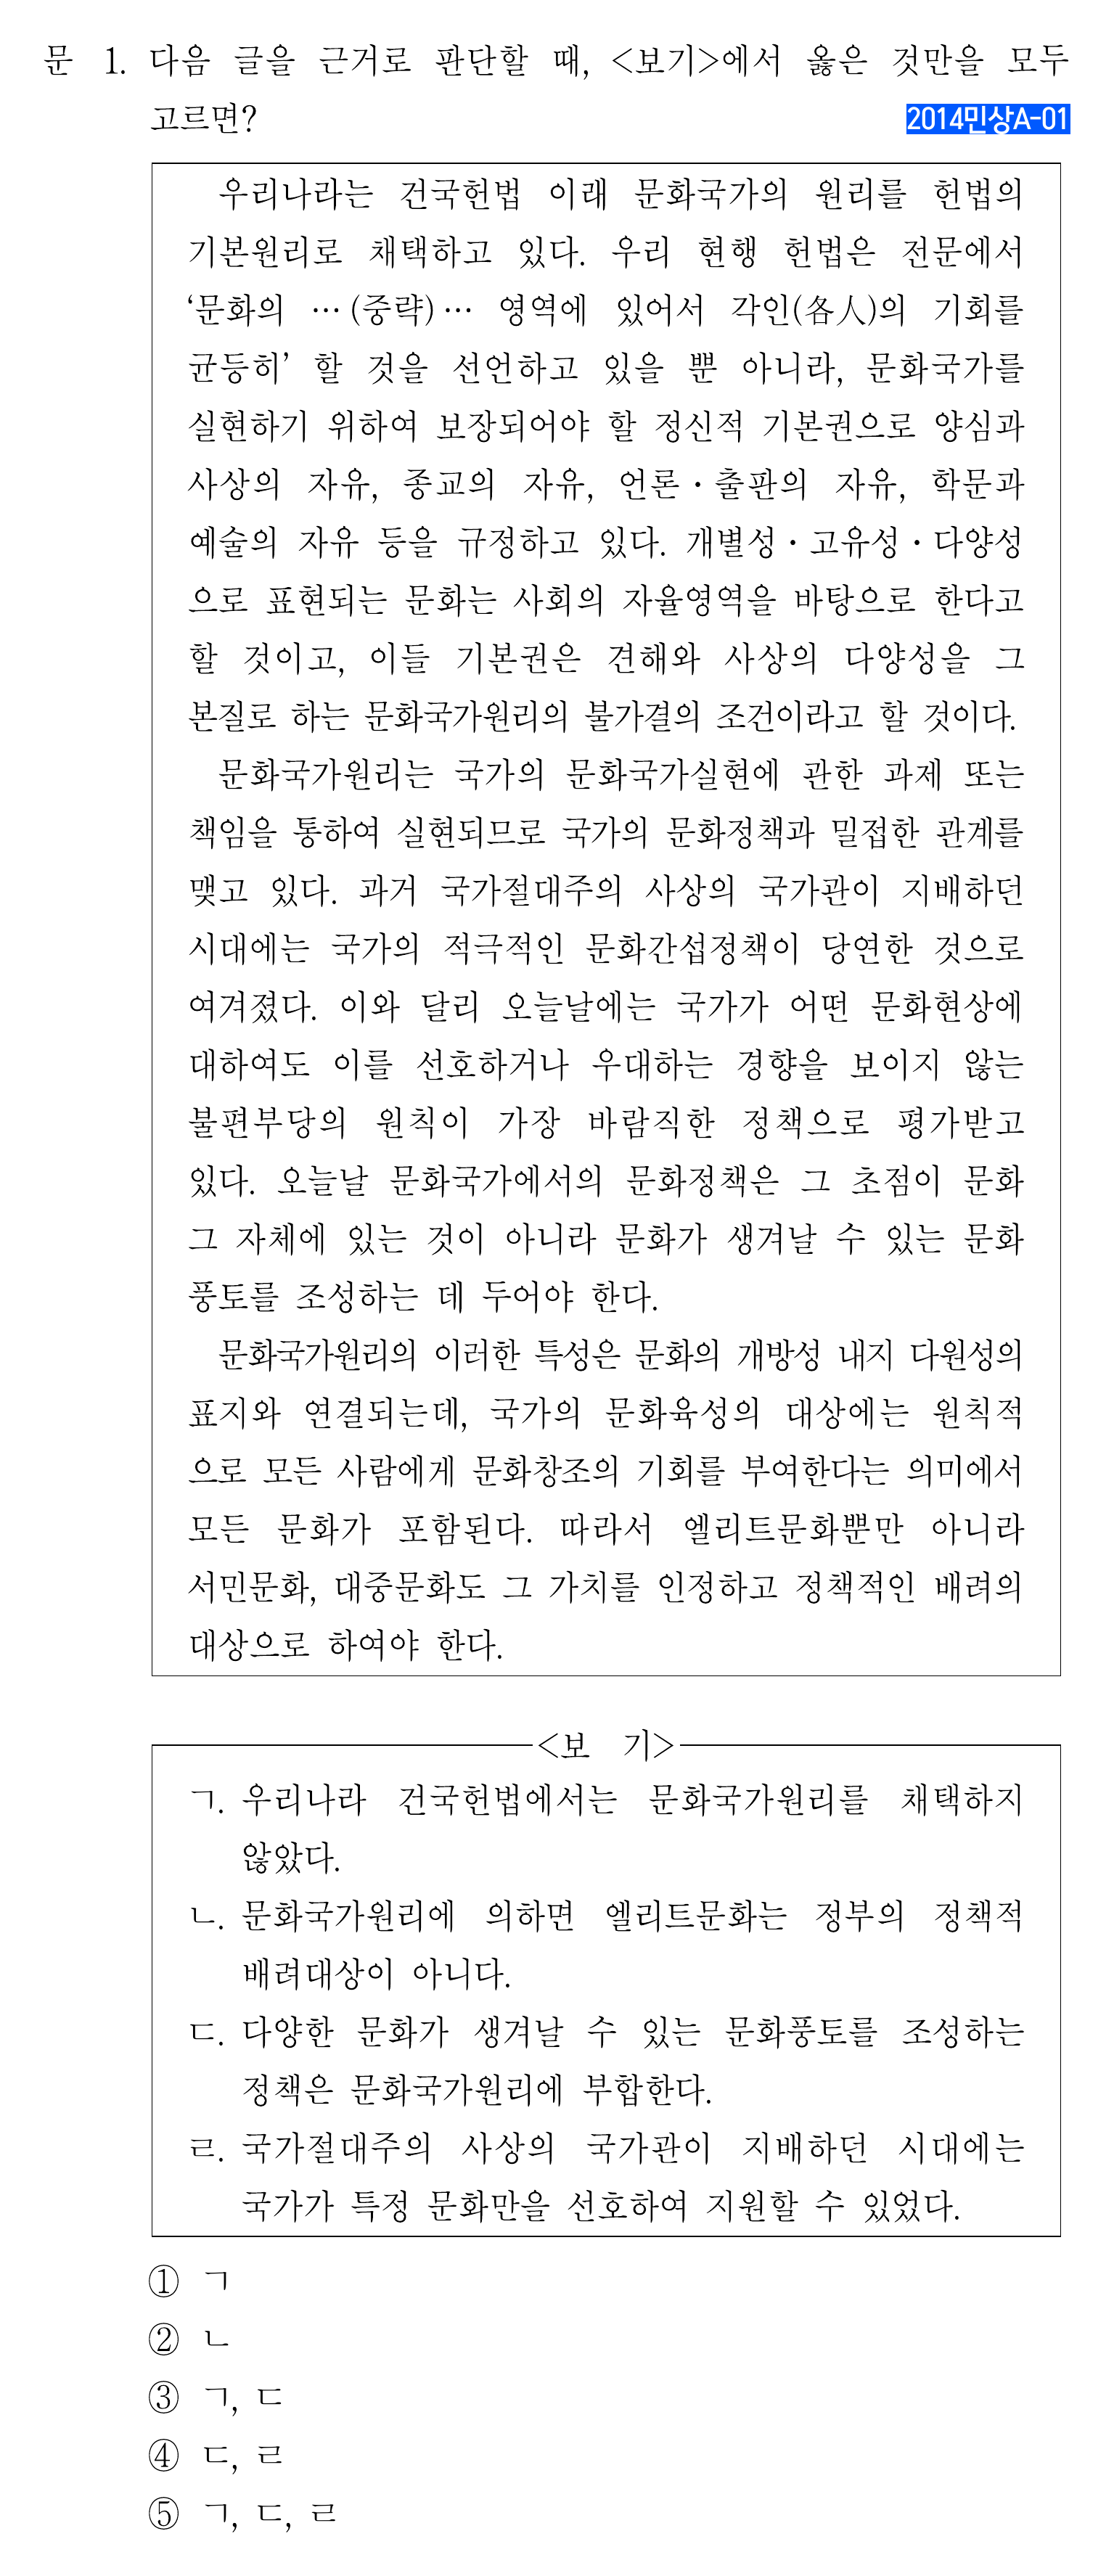 문 1. 다음 글을 근거로 판단할 때, <보기>에서 옳은 것만을 모두
고르면?
2014민상A-01
우리나라는 건국헌법 이래 문화국가의 원리를 헌법의
기본원리로 채택하고 있다. 우리 현행 헌법은 전문에서
‘문화의 …(중략)… 영역에 있어서 각인(各人)의 기회를
균등히’ 할 것을 선언하고 있을 뿐 아니라, 문화국가를
실현하기 위하여 보장되어야 할 정신적 기본권으로 양심과
사상의 자유, 종교의 자유, 언론・출판의 자유, 학문과
예술의 자유 등을 규정하고 있다. 개별성・고유성・다양성
으로 표현되는 문화는 사회의 자율영역을 바탕으로 한다고
할 것이고, 이들 기본권은 견해와 사상의 다양성을 그
본질로 하는 문화국가원리의 불가결의 조건이라고 할 것이다.
문화국가원리는 국가의 문화국가실현에 관한 과제 또는
책임을 통하여 실현되므로 국가의 문화정책과 밀접한 관계를
맺고 있다. 과거 국가절대주의 사상의 국가관이 지배하던
시대에는 국가의 적극적인 문화간섭정책이 당연한 것으로
여겨졌다. 이와 달리 오늘날에는 국가가 어떤 문화현상에
대하여도 이를 선호하거나 우대하는 경향을 보이지 않는
불편부당의 원칙이 가장 바람직한 정책으로 평가받고
있다. 오늘날 문화국가에서의 문화정책은 그 초점이 문화
그 자체에 있는 것이 아니라 문화가 생겨날 수 있는 문화
풍토를 조성하는 데 두어야 한다.
문화국가원리의 이러한 특성은 문화의 개방성 내지 다원성의
표지와 연결되는데, 국가의 문화육성의 대상에는 원칙적
으로 모든 사람에게 문화창조의 기회를 부여한다는 의미에서
모든 문화가 포함된다. 따라서 엘리트문화뿐만 아니라
서민문화, 대중문화도 그 가치를 인정하고 정책적인 배려의
대상으로 하여야 한다.
<보 기>
ㄱ. 우리나라 건국헌법에서는 문화국가원리를 채택하지
않았다.
ㄴ. 문화국가원리에 의하면 엘리트문화는 정부의 정책적
배려대상이 아니다.
ㄷ. 다양한 문화가 생겨날 수 있는 문화풍토를 조성하는
정책은 문화국가원리에 부합한다.
ㄹ. 국가절대주의 사상의 국가관이 지배하던 시대에는
국가가 특정 문화만을 선호하여 지원할 수 있었다.
① ㄱ
② ㄴ
③ ㄱ, ㄷ
④ ㄷ, ㄹ
⑤ ㄱ, ㄷ, ㄹ